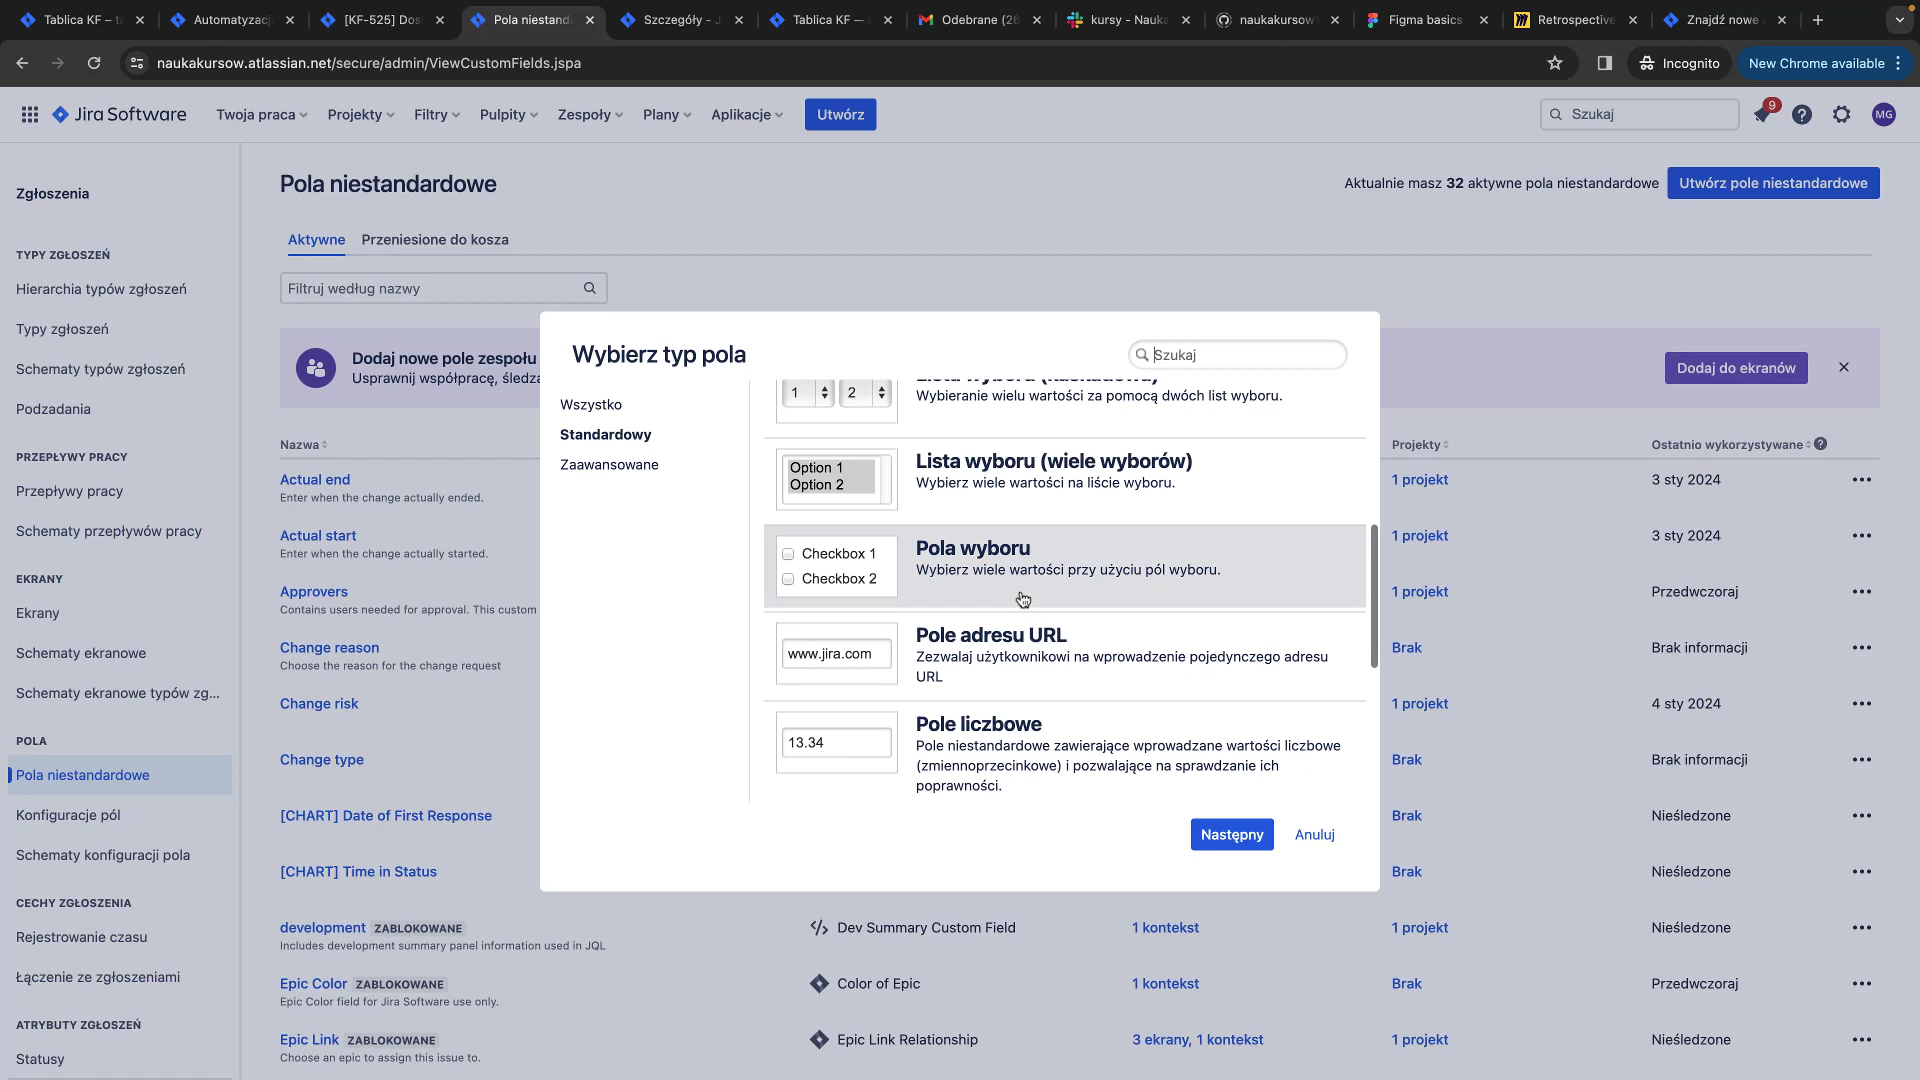 Tablica KF – t
Automatyzacj
[KF-525] Dos
Pola niestand
Szczegóły - J
Tablica KF —
Odebrane (26
kursy - Nauka
naukakursow
Figma basics
Retrospective
Znajdź nowe
naukakursow.atlassian.net/secure/admin/ViewCustomFields.jspa
Incognito
New Chrome available
Jira Software
Twoja praca
Projekty
Filtry
Pulpity
Zespoły
Plany
Aplikacje
Utwórz
Szukaj
9
MG
Zgłoszenia
TYPY ZGŁOSZEŃ
Hierarchia typów zgłoszeń
Typy zgłoszeń
Schematy typów zgłoszeń
Podzadania
PRZEPŁYWY PRACY
Przepływy pracy
Schematy przepływów pracy
EKRANY
Ekrany
Schematy ekranowe
Schematy ekranowe typów zg...
POLA
Pola niestandardowe
Konfiguracje pól
Schematy konfiguracji pola
CECHY ZGŁOSZENIA
Rejestrowanie czasu
Łączenie ze zgłoszeniami
ATRYBUTY ZGŁOSZEŃ
Statusy
Pola niestandardowe
Aktualnie masz 32 aktywne pola niestandardowe
Utwórz pole niestandardowe
Aktywne
Przeniesione do kosza
Filtruj według nazwy
Dodaj nowe pole zespołu
Usprawnij współpracę, śledzą
Dodaj do ekranów
Nazwa
Projekty
Ostatnio wykorzystywane
Actual end
Enter when the change actually ended.
1 projekt
3 sty 2024
Actual start
Enter when the change actually started.
1 projekt
3 sty 2024
Approvers
Contains users needed for approval. This custom
1 projekt
Przedwczoraj
Change reason
Choose the reason for the change request
Brak
Brak informacji
Change risk
1 projekt
4 sty 2024
Change type
Brak
Brak informacji
[CHART] Date of First Response
Brak
Nieśledzone
[CHART] Time in Status
Brak
Nieśledzone
development ZABLOKOWANE
Includes development summary panel information used in JQL
Dev Summary Custom Field
1 kontekst
1 projekt
Nieśledzone
Epic Color ZABLOKOWANE
Epic Color field for Jira Software use only.
Color of Epic
1 kontekst
Brak
Przedwczoraj
Epic Link ZABLOKOWANE
Choose an epic to assign this issue to.
Epic Link Relationship
3 ekrany, 1 kontekst
1 projekt
Nieśledzone
Wybierz typ pola
Szukaj
Wszystko
Standardowy
Zaawansowane
1
2
Lista wyboru (kaskadowa)
Wybieranie wielu wartości za pomocą dwóch list wyboru.
Option 1
Option 2
Lista wyboru (wiele wyborów)
Wybierz wiele wartości na liście wyboru.
Checkbox 1
Checkbox 2
Pola wyboru
Wybierz wiele wartości przy użyciu pól wyboru.
www.jira.com
Pole adresu URL
Zezwalaj użytkownikowi na wprowadzenie pojedynczego adresu
URL
13.34
Pole liczbowe
Pole niestandardowe zawierające wprowadzane wartości liczbowe
(zmiennoprzecinkowe) i pozwalające na sprawdzanie ich
poprawności.
Następny
Anuluj